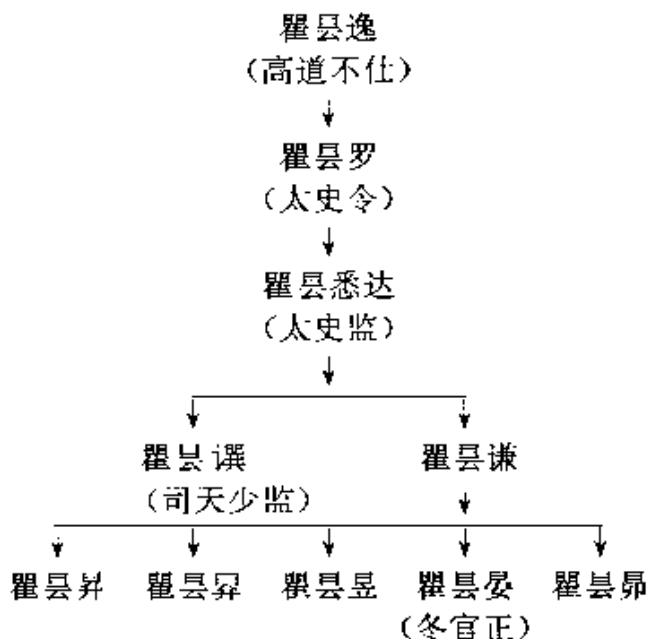 瞿昙逸
（高道不仕）
瞿昙罗
（太史令）
瞿昙悉达
（太史监）
瞿昙𫍽 瞿昙谦
（司天少监）
瞿昙昇 瞿昙昪 瞿昙昱 瞿昙晏 瞿昙昴
（冬官正）